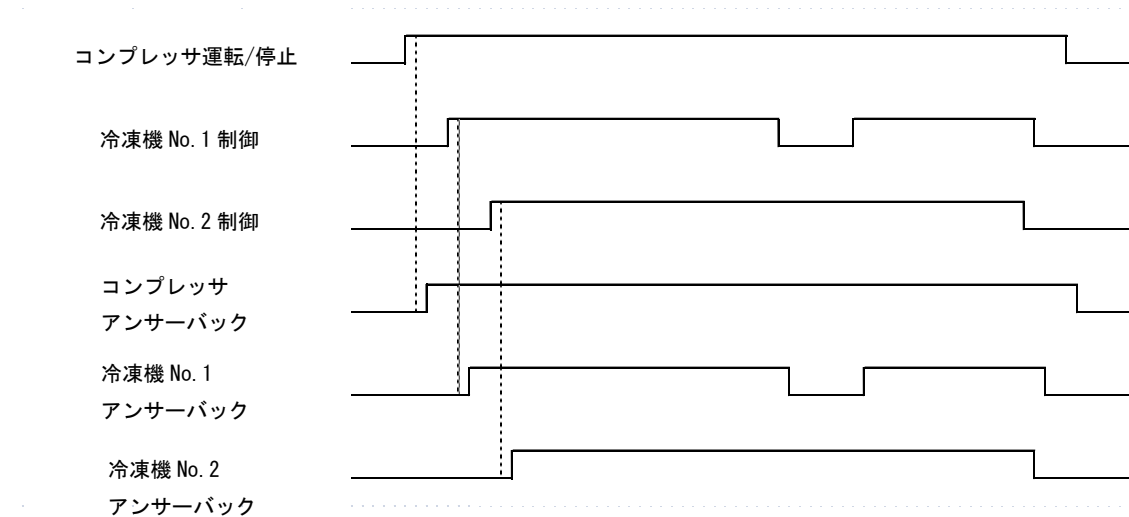 コンプレッサ運転/停止
冷凍機 No.1 制御
冷凍機 No.2 制御
コンプレッサ
アンサーバック
冷凍機 No.1
アンサーバック
冷凍機 No.2
アンサーバック